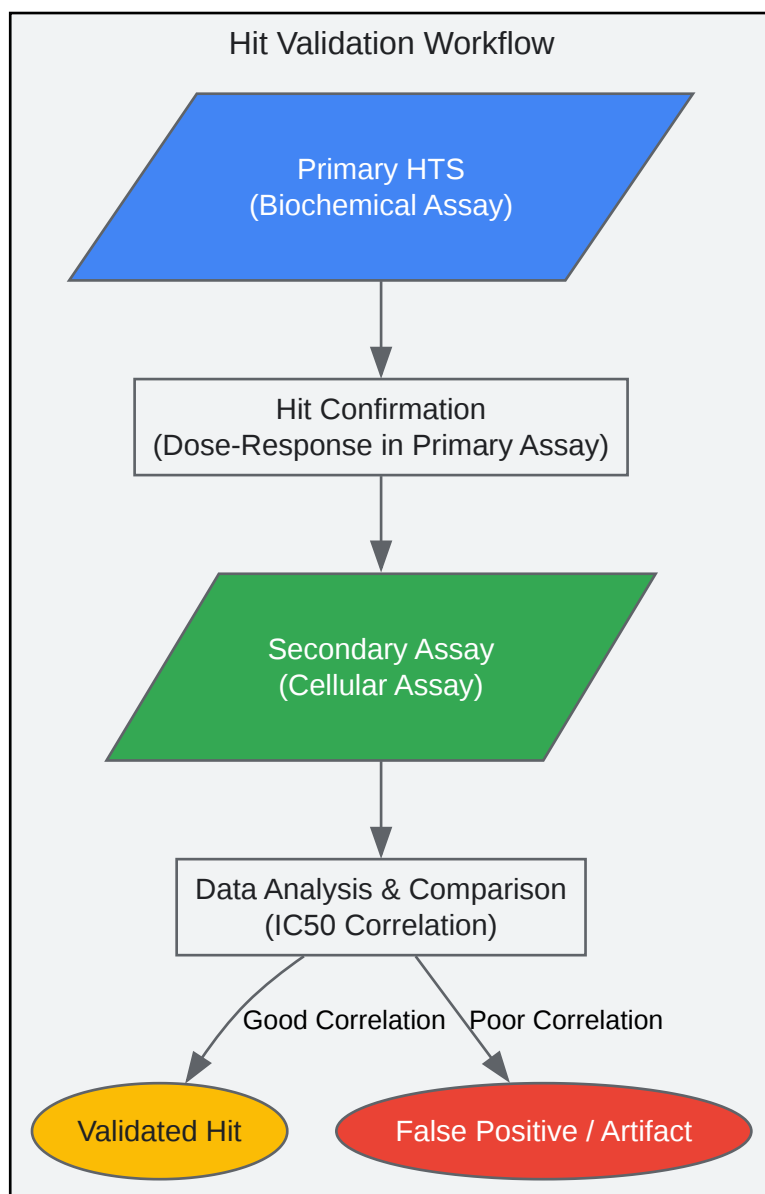 Hit Validation Workflow
Primary HTS
(Biochemical Assay)
Hit Confirmation
(Dose-Response in Primary Assay)
Secondary Assay
(Cellular Assay)
Data Analysis & Comparison
(IC50 Correlation)
Good Correlation
Poor Correlation
Validated Hit
False Positive / Artifact